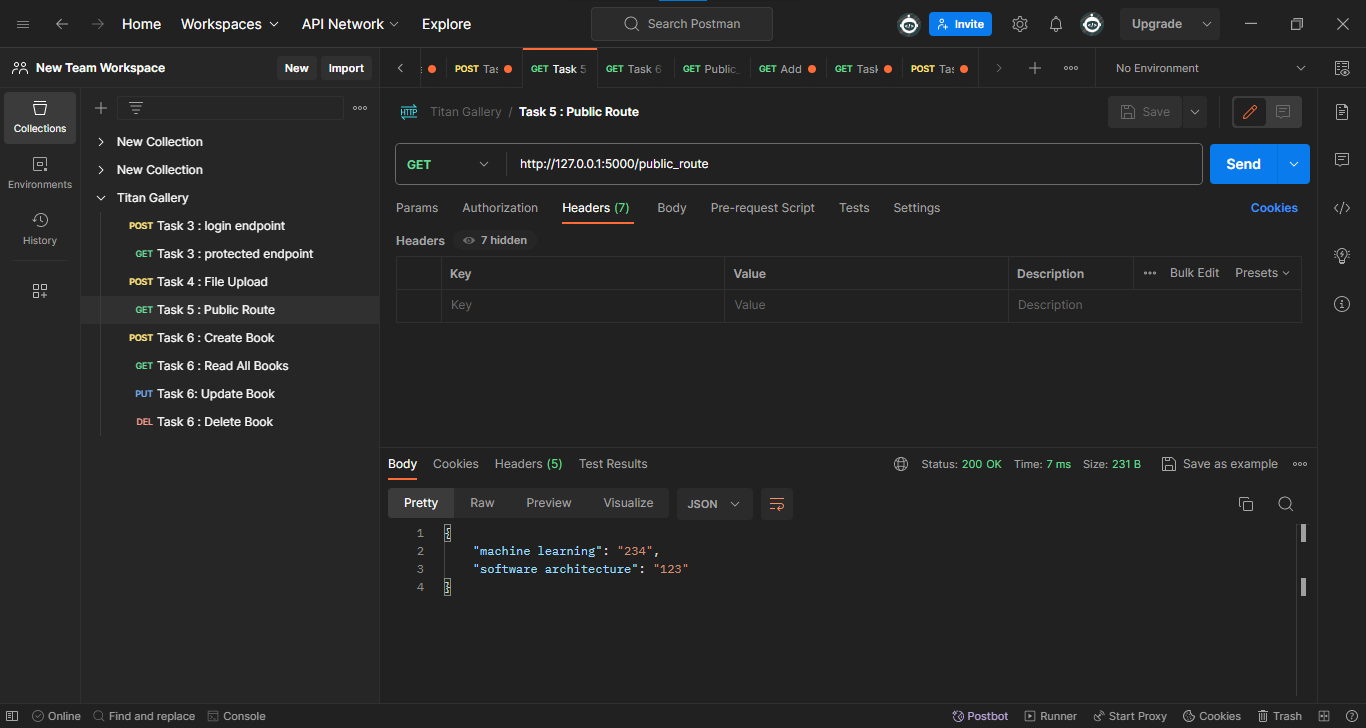 Home Workspaces API Network Explore Search Postman Invite Upgrade
New Team Workspace New Import
POST Tas GET Task 5 GET Task 6 GET Public_ GET Add GET Task POST Tas No Environment
Collections
Environments
History
New Collection
New Collection
Titan Gallery
POST Task 3 : login endpoint
GET Task 3 : protected endpoint
POST Task 4 : File Upload
GET Task 5 : Public Route
POST Task 6 : Create Book
GET Task 6 : Read All Books
PUT Task 6: Update Book
DEL Task 6 : Delete Book
HTTP Titan Gallery / Task 5 : Public Route Save
GET http://127.0.0.1:5000/public_route Send
Params Authorization Headers (7) Body Pre-request Script Tests Settings Cookies
Headers 7 hidden
Key Value Description Bulk Edit Presets
Key Value Description
Body Cookies Headers (5) Test Results Status: 200 OK Time: 7 ms Size: 231 B Save as example
Pretty Raw Preview Visualize JSON
1 {
2 "machine learning": "234",
3 "software architecture": "123"
4 }
Online Find and replace Console Postbot Runner Start Proxy Cookies Trash